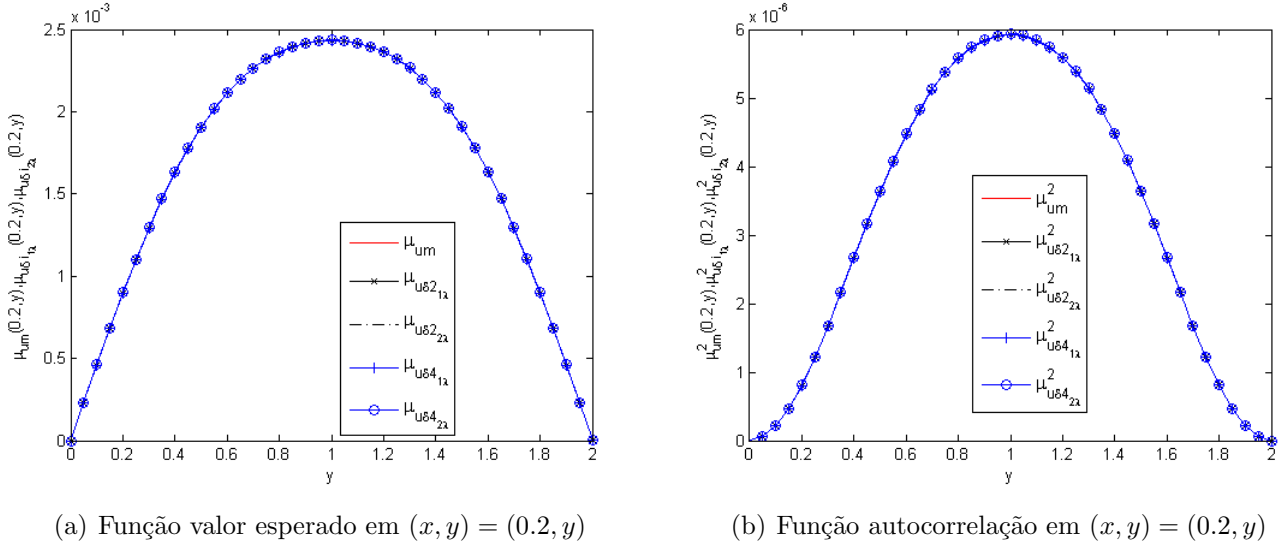 x 10⁻³
2.5
2
1.5
1
0.5
0
0 0.2 0.4 0.6 0.8 1 1.2 1.4 1.6 1.8 2
y
μ_um(0.2,y),μ_uδi_1λ(0.2,y),μ_uδi_2λ(0.2,y)
μ_um
μ_uδ2_1λ
μ_uδ2_2λ
μ_uδ4_1λ
μ_uδ4_2λ
(a) Função valor esperado em (x, y) = (0.2, y)
x 10⁻⁶
6
5
4
3
2
1
0
0 0.2 0.4 0.6 0.8 1 1.2 1.4 1.6 1.8 2
y
μ²_um(0.2,y),μ²_uδi_1λ(0.2,y),μ²_uδi_2λ(0.2,y)
μ²_um
μ²_uδ2_1λ
μ²_uδ2_2λ
μ²_uδ4_1λ
μ²_uδ4_2λ
(b) Função autocorrelação em (x, y) = (0.2, y)